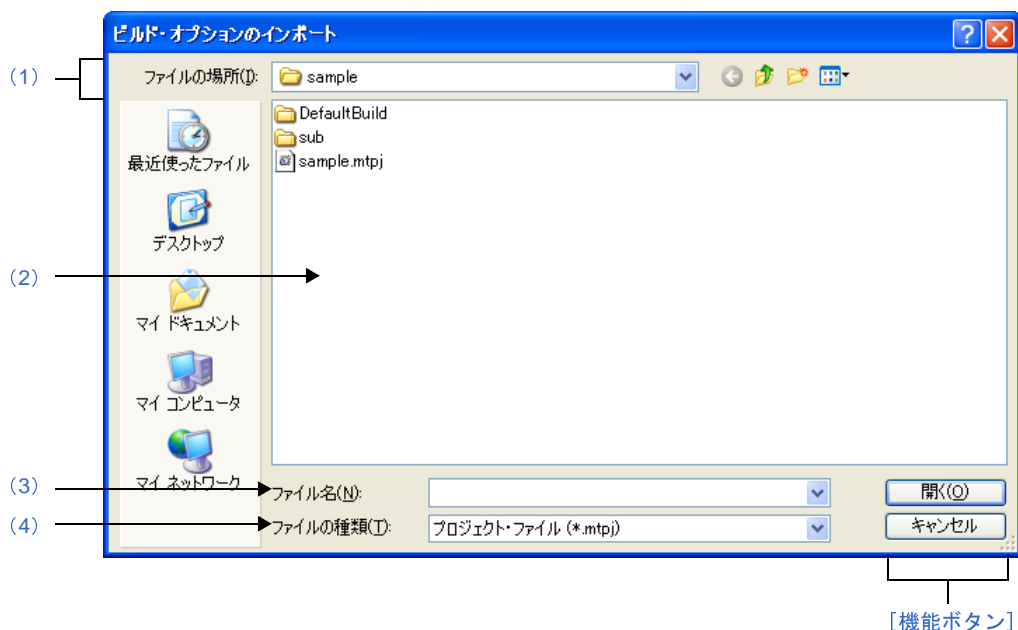 ビルド・オプションのインポート
(1)
ファイルの場所(I):
sample
DefaultBuild
sub
sample.mtpj
最近使ったファイル
デスクトップ
(2)
マイ ドキュメント
マイ コンピュータ
マイ ネットワーク
(3)
ファイル名(N):
開く(O)
(4)
ファイルの種類(T):
プロジェクト・ファイル (*.mtpj)
キャンセル
[機能ボタン]